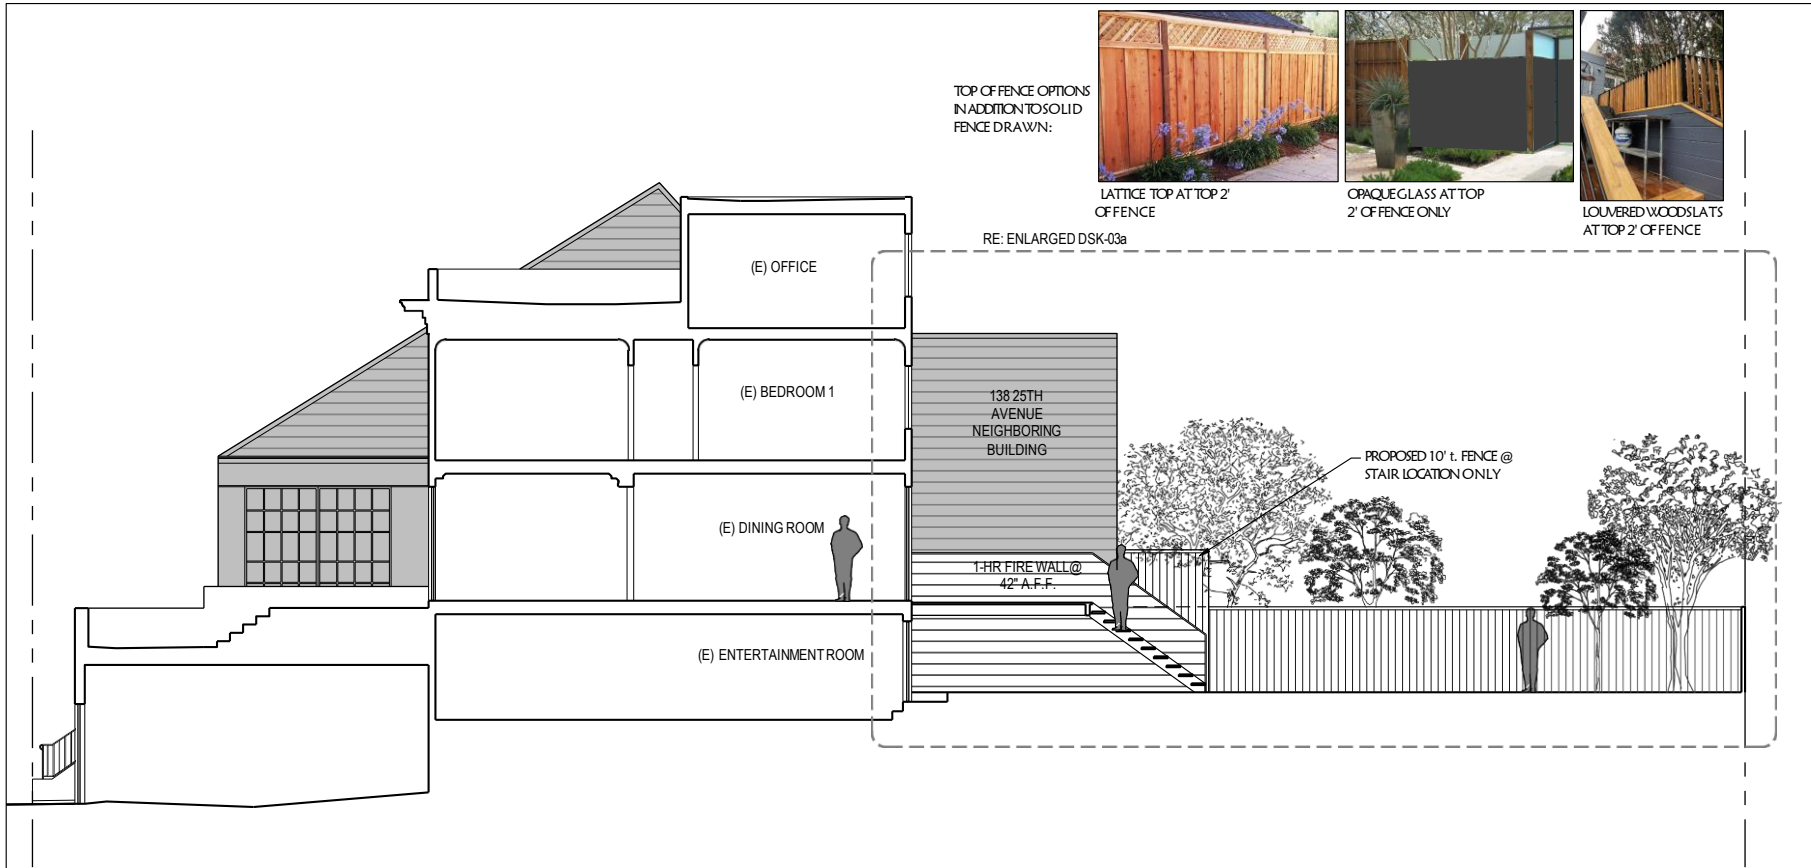 TOP OF FENCE OPTIONS
IN ADDITION TO SOLID
FENCE DRAWN:
LATTICE TOP AT TOP 2'
OF FENCE
OPAQUE GLASS AT TOP
2' OF FENCE ONLY
LOUVERED WOOD SLATS
AT TOP 2' OF FENCE
RE: ENLARGED DSK-03a
(E) OFFICE
(E) BEDROOM 1
138 25TH
AVENUE
NEIGHBORING
BUILDING
PROPOSED 10' t. FENCE @
STAIR LOCATION ONLY
(E) DINING ROOM
1-HR FIRE WALL @
42" A.F.F.
(E) ENTERTAINMENT ROOM